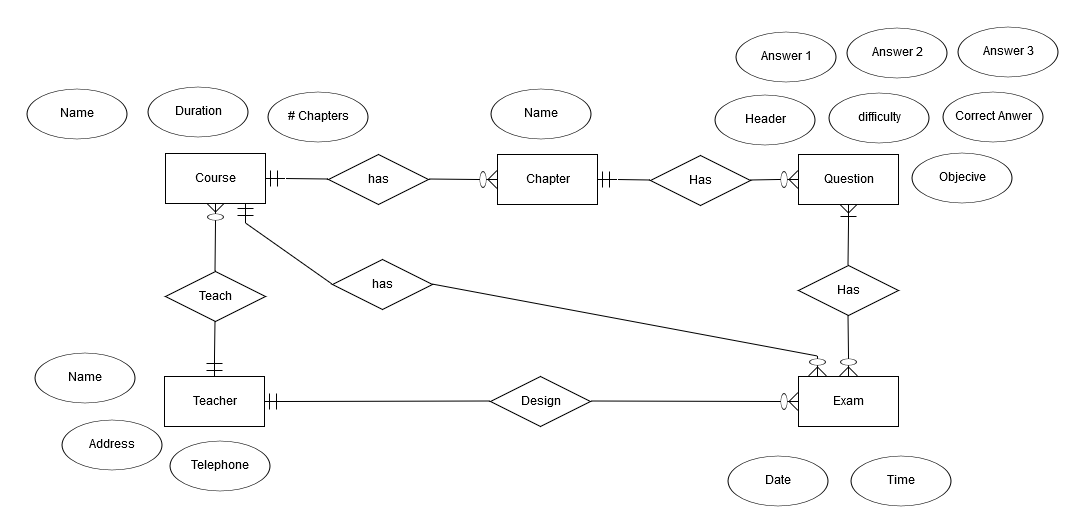 Answer 1
Answer 2
Answer 3
Name
Duration
# Chapters
Name
Header
difficulty
Correct Anwer
Course
has
Chapter
Has
Question
Objecive
has
Teach
Has
Name
Teacher
Design
Exam
Address
Telephone
Date
Time